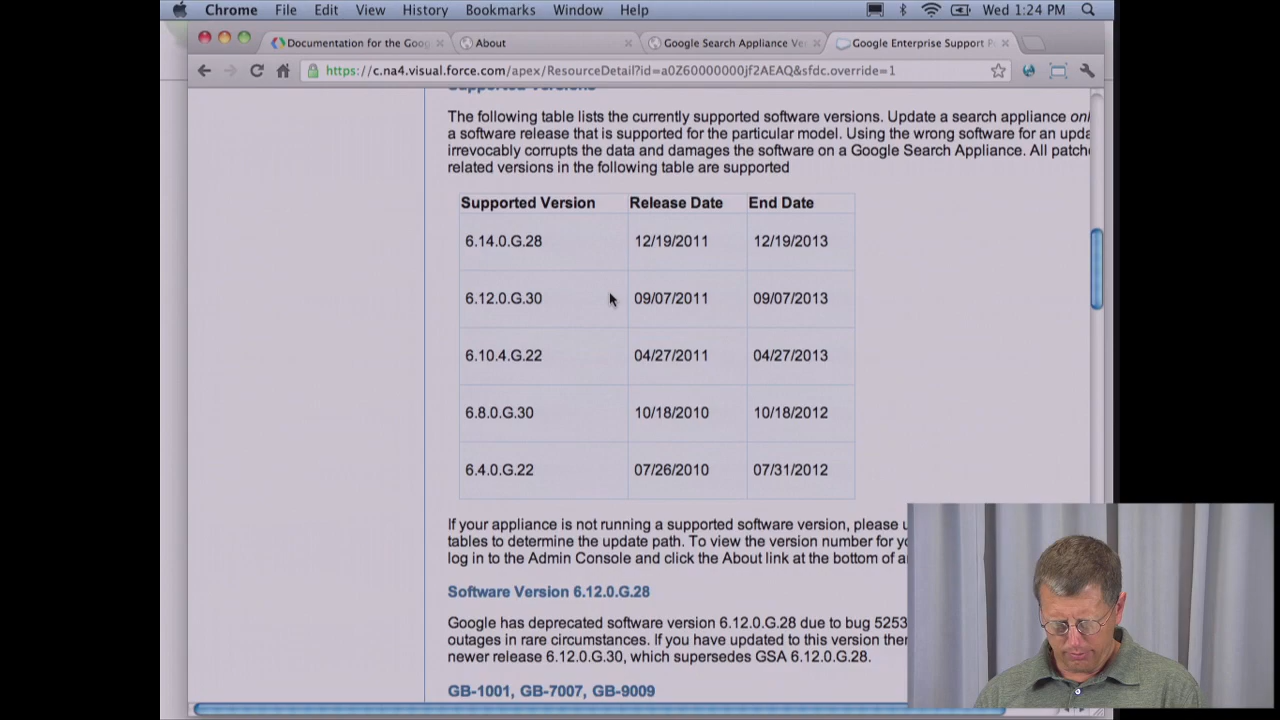 Chrome File Edit View History Bookmarks Window Help Wed 1:24 PM
Documentation for the Goog About Google Search Appliance Ve Google Enterprise Support P
https://c.na4.visual.force.com/apex/ResourceDetail?id=a0Z60000000jf2AEAQ&sfdc.override=1
Supported Versions
The following table lists the currently supported software versions. Update a search appliance onl
a software release that is supported for the particular model. Using the wrong software for an upda
irrevocably corrupts the data and damages the software on a Google Search Appliance. All patche
related versions in the following table are supported
Supported Version Release Date End Date
6.14.0.G.28 12/19/2011 12/19/2013
6.12.0.G.30 09/07/2011 09/07/2013
6.10.4.G.22 04/27/2011 04/27/2013
6.8.0.G.30 10/18/2010 10/18/2012
6.4.0.G.22 07/26/2010 07/31/2012
If your appliance is not running a supported software version, please u
tables to determine the update path. To view the version number for yo
log in to the Admin Console and click the About link at the bottom of a
Software Version 6.12.0.G.28
Google has deprecated software version 6.12.0.G.28 due to bug 5253
outages in rare circumstances. If you have updated to this version then
newer release 6.12.0.G.30, which supersedes GSA 6.12.0.G.28.
GB-1001, GB-7007, GB-9009